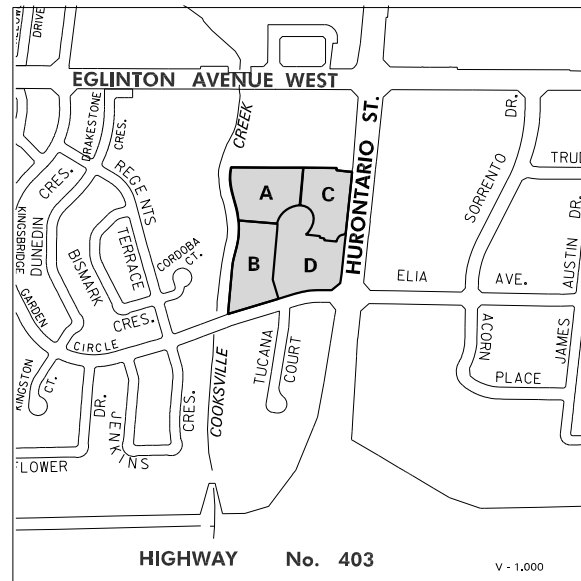 DRIVE
EGLINTON AVENUE WEST
DRAKESTONE
CRES.
CREEK
HURONTARIO ST.
DR.
SORRENTO
TRUD
CRES.
REGENTS
A
C
B
D
KINGSBRIDGE
DUNEDIN
GARDEN
BISMARK
TERRACE
CORDOBA
CT.
CRES.
CIRCLE
ELIA AVE.
AUSTIN DR.
ACORN
PLACE
JAMES
KINGSTON
CT.
DR.
JENKINS
CRES.
COOKSVILLE
TUCANA
COURT
FLOWER
HIGHWAY No. 403
V - 1.000